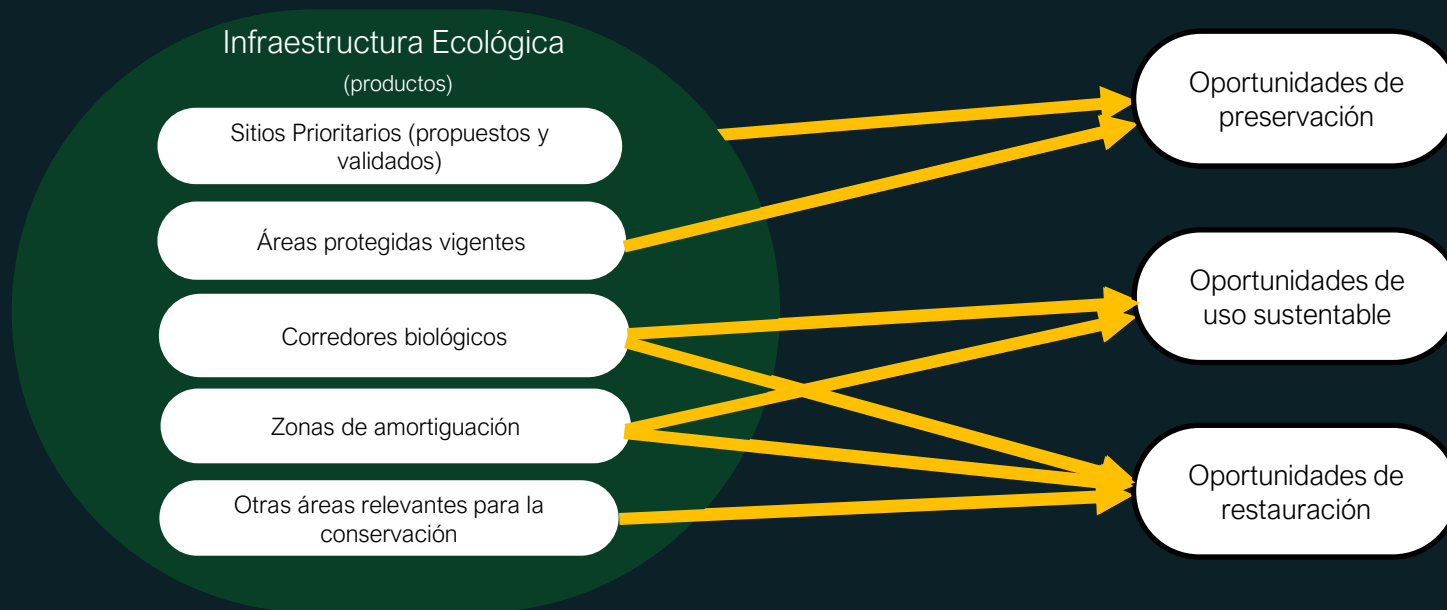 Infraestructura Ecológica
(productos)
Sitios Prioritarios (propuestos y
validados)
Áreas protegidas vigentes
Corredores biológicos
Zonas de amortiguación
Otras áreas relevantes para la
conservación
Oportunidades de
preservación
Oportunidades de
uso sustentable
Oportunidades de
restauración